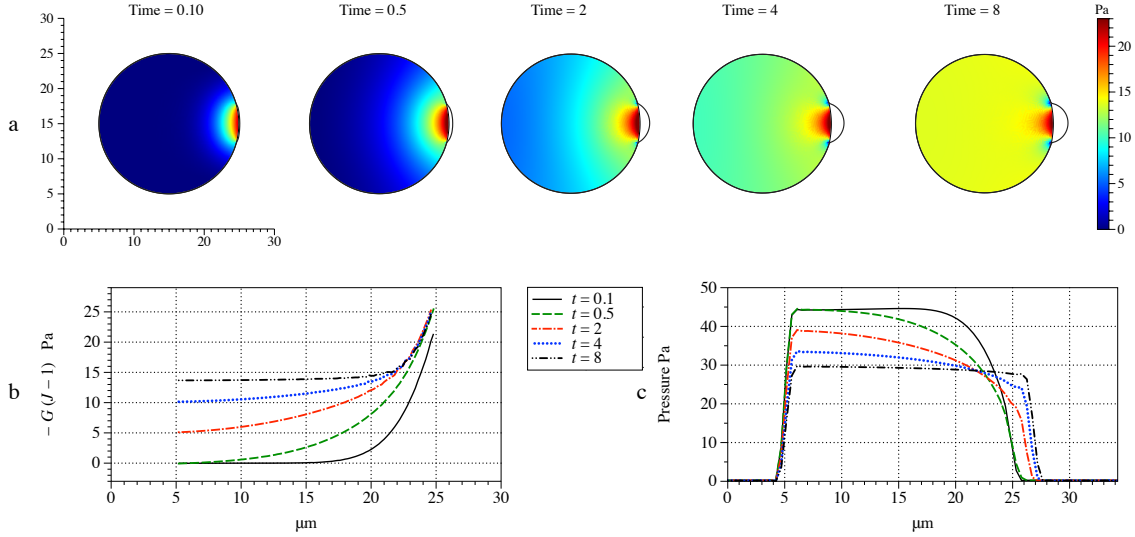 Time = 0.10 Time = 0.5 Time = 2 Time = 4 Time = 8 Pa
30
25
20
15
10
5
0
0 10 20 30
20
15
10
5
0
a
b
− G (J − 1) Pa
25
20
15
10
5
0
0 5 10 15 20 25 30
μm
t = 0.1
t = 0.5
t = 2
t = 4
t = 8
c
Pressure Pa
50
40
30
20
10
0
0 5 10 15 20 25 30
μm